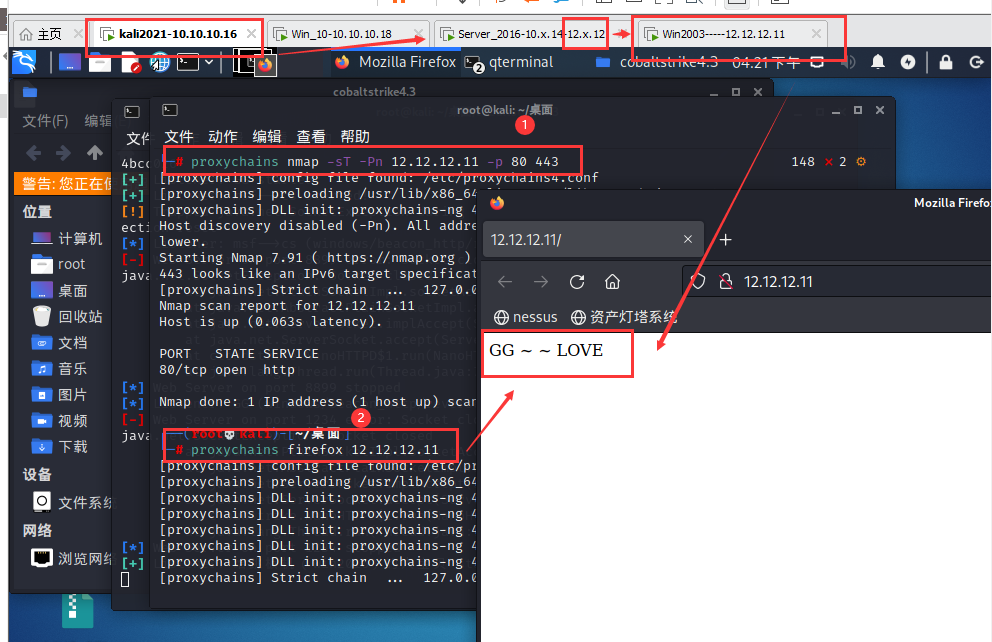 主页
kali2021-10.10.10.16
Win_10-10.10.10.18
Server_2016-10.x.14-12.x.12
Win2003-----12.12.12.11
Mozilla Firefox
2 qterminal
cobaltstrike4.3
04:21 下午
cobaltstrike4.3
文件(F) 编辑
警告: 您正在使
位置
计算机
root
桌面
回收站
文档
音乐
图片
视频
下载
设备
文件系统
网络
浏览网络
文件
4bcc
[+]
[+]
[!]
ecti
[*]
[-]
java
[*]
[*]
[-]
java
[*]
[+]
root@kali: ~/桌面
文件 动作 编辑 查看 帮助
1
# proxychains nmap -sT -Pn 12.12.12.11 -p 80 443
148 × 2
[proxychains] config file found: /etc/proxychains4.conf
[proxychains] preloading /usr/lib/x86_64
[proxychains] DLL init: proxychains-ng 4
Host discovery disabled (-Pn). All addre
lower.
Starting Nmap 7.91 ( https://nmap.org )
443 looks like an IPv6 target specificat
[proxychains] Strict chain ... 127.0.0
Nmap scan report for 12.12.12.11
Host is up (0.063s latency).
PORT STATE SERVICE
80/tcp open http
Nmap done: 1 IP address (1 host up) scan
2
(root💀kali)-[~/桌面]
# proxychains firefox 12.12.12.11
[proxychains] config file found: /etc/pr
[proxychains] preloading /usr/lib/x86_64
[proxychains] DLL init: proxychains-ng 4
[proxychains] DLL init: proxychains-ng 4
[proxychains] DLL init: proxychains-ng 4
[proxychains] DLL init: proxychains-ng 4
[proxychains] DLL init: proxychains-ng 4
[proxychains] Strict chain ... 127.0.0
Mozilla Firefo
12.12.12.11/
12.12.12.11
nessus
资产灯塔系统
GG ~ ~ LOVE